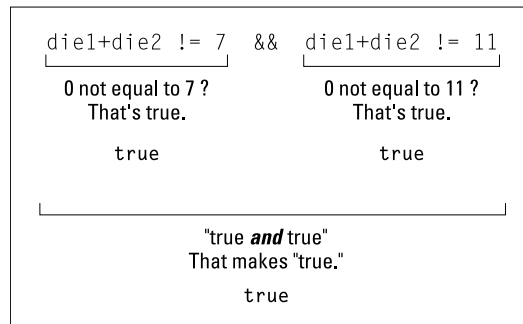 die1+die2 != 7 && die1+die2 != 11
0 not equal to 7 ? 0 not equal to 11 ?
That's true. That's true.
true true
"true and true"
That makes "true."
true